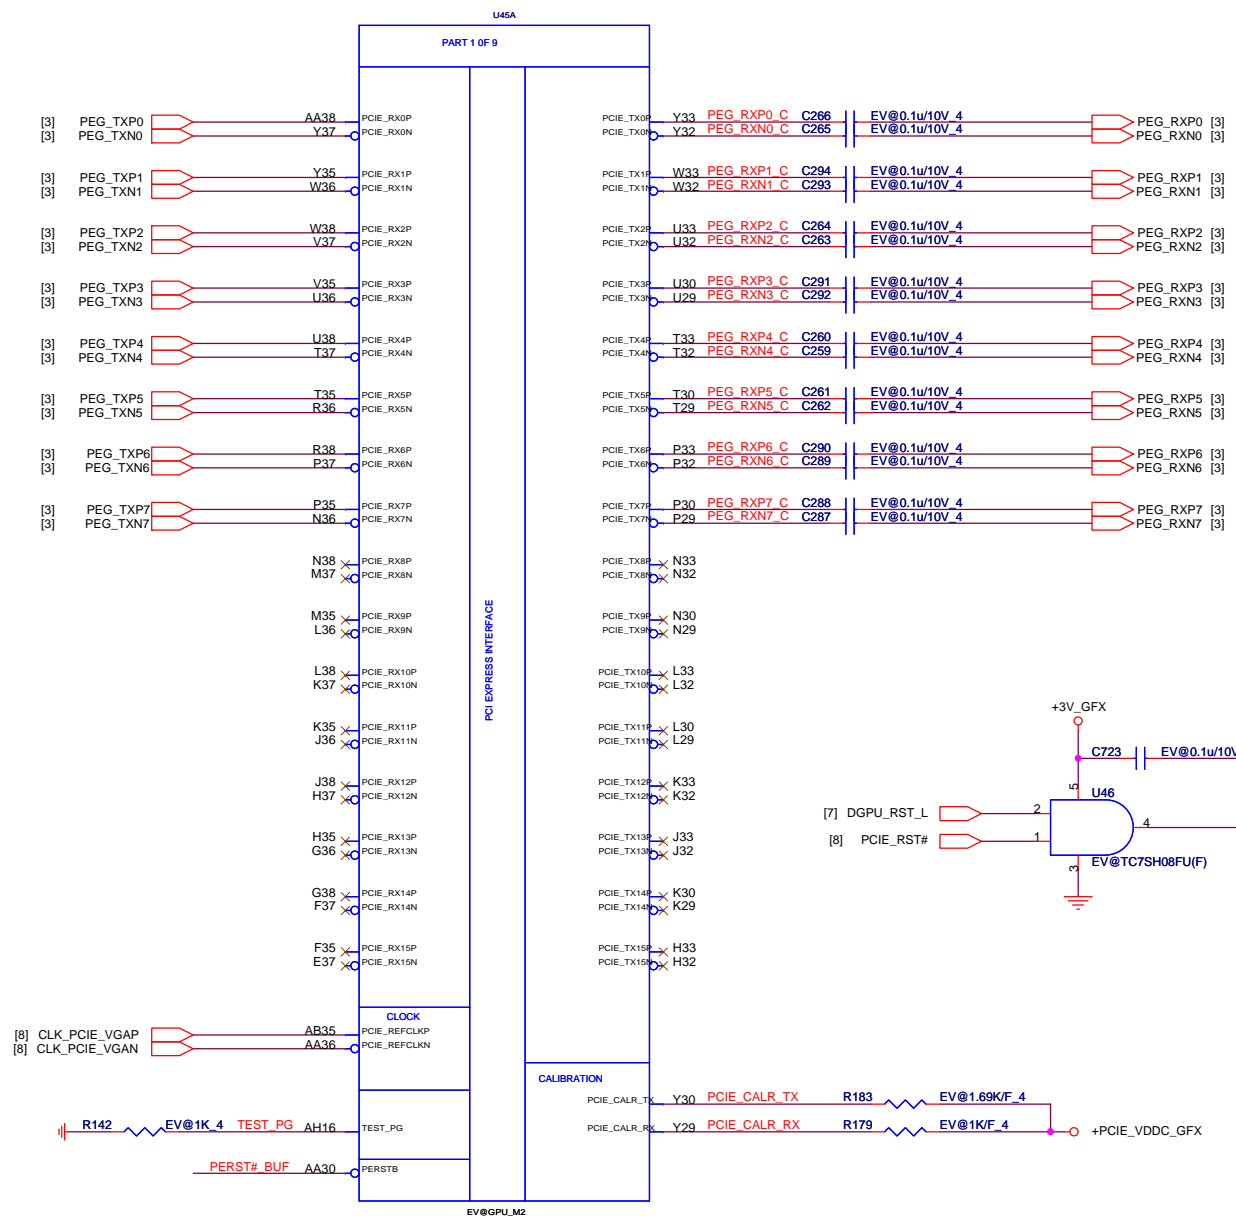 U45A
PART 1 0F 9
[3] PEG_TXP0 AA38 PCIE_RX0P PCIE_TX0P Y33 PEG_RXP0_C C266 EV@0.1u/10V_4 PEG_RXP0 [3]
[3] PEG_TXN0 Y37 PCIE_RX0N PCIE_TX0N Y32 PEG_RXN0_C C265 EV@0.1u/10V_4 PEG_RXN0 [3]
[3] PEG_TXP1 Y35 PCIE_RX1P PCIE_TX1P W33 PEG_RXP1_C C294 EV@0.1u/10V_4 PEG_RXP1 [3]
[3] PEG_TXN1 W36 PCIE_RX1N PCIE_TX1N W32 PEG_RXN1_C C293 EV@0.1u/10V_4 PEG_RXN1 [3]
[3] PEG_TXP2 W38 PCIE_RX2P PCIE_TX2P U33 PEG_RXP2_C C264 EV@0.1u/10V_4 PEG_RXP2 [3]
[3] PEG_TXN2 V37 PCIE_RX2N PCIE_TX2N U32 PEG_RXN2_C C263 EV@0.1u/10V_4 PEG_RXN2 [3]
[3] PEG_TXP3 V35 PCIE_RX3P PCIE_TX3P U30 PEG_RXP3_C C291 EV@0.1u/10V_4 PEG_RXP3 [3]
[3] PEG_TXN3 U36 PCIE_RX3N PCIE_TX3N U29 PEG_RXN3_C C292 EV@0.1u/10V_4 PEG_RXN3 [3]
[3] PEG_TXP4 U38 PCIE_RX4P PCIE_TX4P T33 PEG_RXP4_C C260 EV@0.1u/10V_4 PEG_RXP4 [3]
[3] PEG_TXN4 T37 PCIE_RX4N PCIE_TX4N T32 PEG_RXN4_C C259 EV@0.1u/10V_4 PEG_RXN4 [3]
[3] PEG_TXP5 T35 PCIE_RX5P PCIE_TX5P T30 PEG_RXP5_C C261 EV@0.1u/10V_4 PEG_RXP5 [3]
[3] PEG_TXN5 R36 PCIE_RX5N PCIE_TX5N T29 PEG_RXN5_C C262 EV@0.1u/10V_4 PEG_RXN5 [3]
[3] PEG_TXP6 R38 PCIE_RX6P PCIE_TX6P P33 PEG_RXP6_C C290 EV@0.1u/10V_4 PEG_RXP6 [3]
[3] PEG_TXN6 P37 PCIE_RX6N PCIE_TX6N P32 PEG_RXN6_C C289 EV@0.1u/10V_4 PEG_RXN6 [3]
[3] PEG_TXP7 P35 PCIE_RX7P PCIE_TX7P P30 PEG_RXP7_C C288 EV@0.1u/10V_4 PEG_RXP7 [3]
[3] PEG_TXN7 N36 PCIE_RX7N PCIE_TX7N P29 PEG_RXN7_C C287 EV@0.1u/10V_4 PEG_RXN7 [3]
N38 PCIE_RX8P PCIE_TX8P N33
M37 PCIE_RX8N PCIE_TX8N N32
M35 PCIE_RX9P PCIE_TX9P N30
L36 PCIE_RX9N PCIE_TX9N N29
PCI EXPRESS INTERFACE
L38 PCIE_RX10P PCIE_TX10P L33
K37 PCIE_RX10N PCIE_TX10N L32
+3V_GFX
K35 PCIE_RX11P PCIE_TX11P L30
J36 PCIE_RX11N PCIE_TX11N L29
C723 EV@0.1u/10V
J38 PCIE_RX12P PCIE_TX12P K33 5
H37 PCIE_RX12N PCIE_TX12N K32 U46
[7] DGPU_RST_L 2
4
H35 PCIE_RX13P PCIE_TX13P J33 [8] PCIE_RST# 1
G36 PCIE_RX13N PCIE_TX13N J32
3 EV@TC7SH08FU(F)
G38 PCIE_RX14P PCIE_TX14P K30
F37 PCIE_RX14N PCIE_TX14N K29
F35 PCIE_RX15P PCIE_TX15P H33
E37 PCIE_RX15N PCIE_TX15N H32
CLOCK
[8] CLK_PCIE_VGAP AB35 PCIE_REFCLKP
[8] CLK_PCIE_VGAN AA36 PCIE_REFCLKN
CALIBRATION
PCIE_CALR_TX Y30 PCIE_CALR_TX R183 EV@1.69K/F_4
R142 EV@1K_4 TEST_PG AH16 TEST_PG PCIE_CALR_RX Y29 PCIE_CALR_RX R179 EV@1K/F_4 +PCIE_VDDC_GFX
PERST#_BUF AA30 PERSTB
EV@GPU_M2